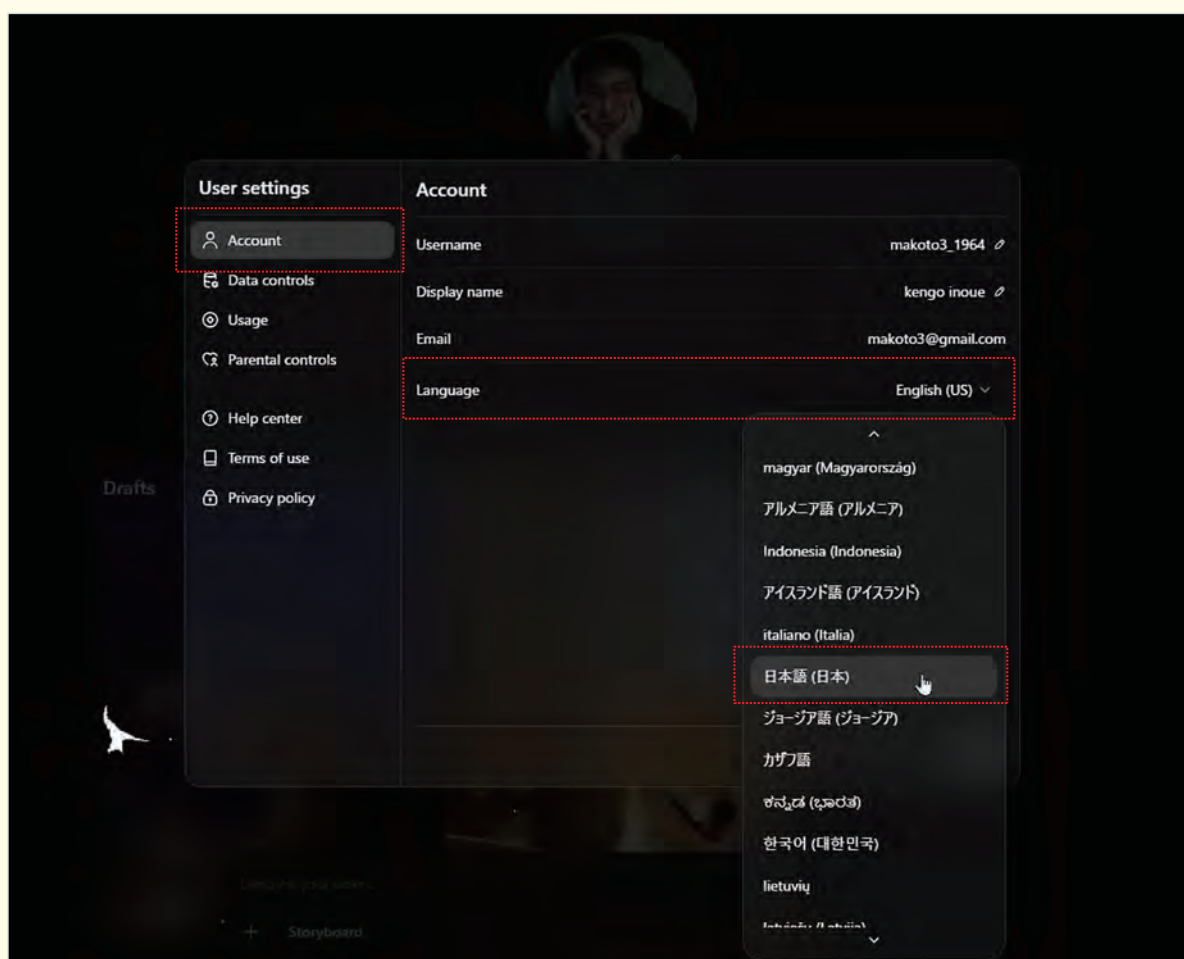 User settings
Account
Data controls
Usage
Parental controls
Help center
Terms of use
Privacy policy
Account
Username makoto3_1964
Display name kengo inoue
Email makoto3@gmail.com
Language English (US)
magyar (Magyarország)
アルメニア語 (アルメニア)
Indonesia (Indonesia)
アイスランド語 (アイスランド)
italiano (Italia)
日本語 (日本)
ジョージア語 (ジョージア)
カザフ語
ಕನ್ನಡ (ಭಾರತ)
한국어 (대한민국)
lietuvių
latviešu (Latvija)
Drafts
Storyboard